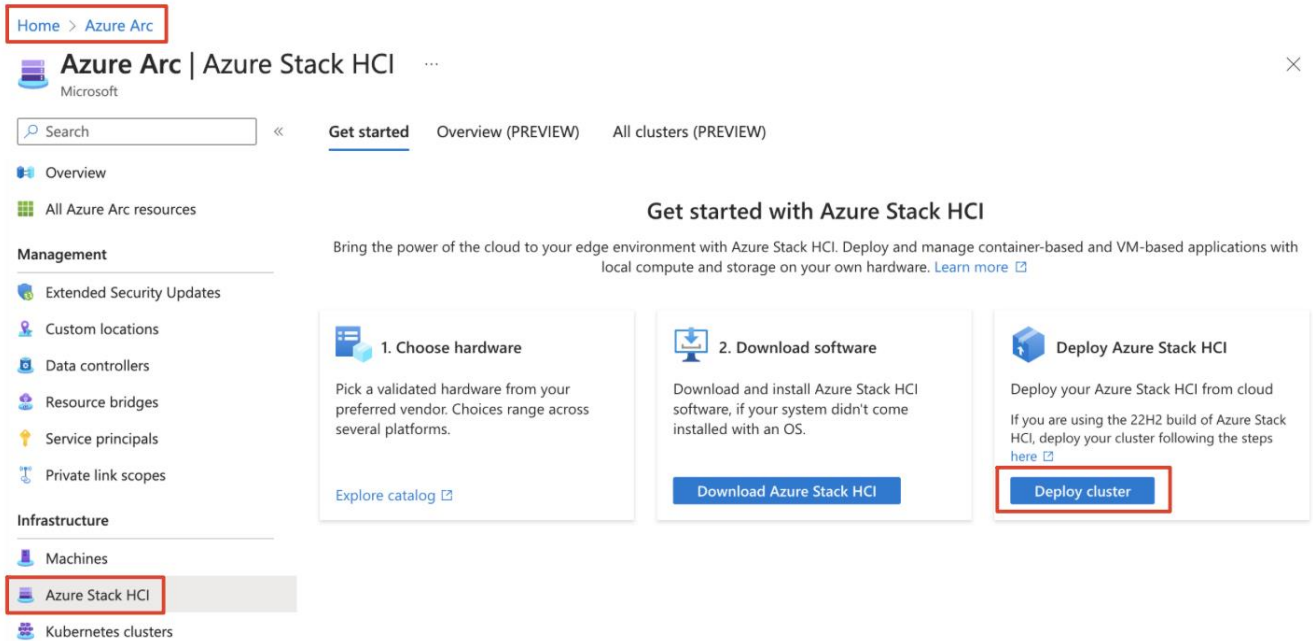 Home > Azure Arc
Azure Arc | Azure Stack HCI ...
Microsoft
Search «
Get started Overview (PREVIEW) All clusters (PREVIEW)
Overview
All Azure Arc resources
Management
Extended Security Updates
Custom locations
Data controllers
Resource bridges
Service principals
Private link scopes
Infrastructure
Machines
Azure Stack HCI
Kubernetes clusters
Get started with Azure Stack HCI
Bring the power of the cloud to your edge environment with Azure Stack HCI. Deploy and manage container-based and VM-based applications with
local compute and storage on your own hardware. Learn more
1. Choose hardware
Pick a validated hardware from your
preferred vendor. Choices range across
several platforms.
Explore catalog
2. Download software
Download and install Azure Stack HCI
software, if your system didn't come
installed with an OS.
Download Azure Stack HCI
Deploy Azure Stack HCI
Deploy your Azure Stack HCI from cloud
If you are using the 22H2 build of Azure Stack
HCI, deploy your cluster following the steps
here
Deploy cluster